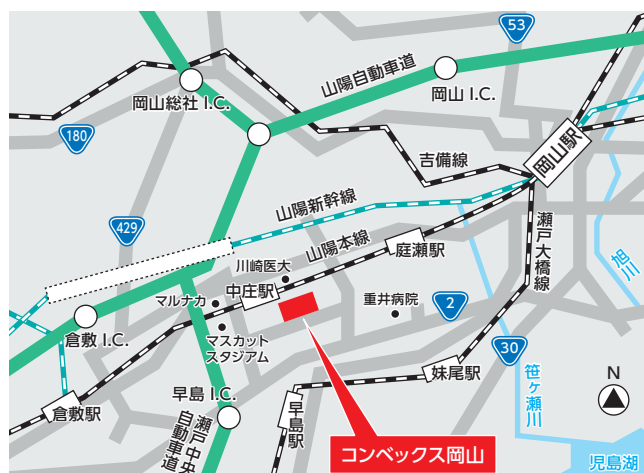 53
山陽自動車道
岡山総社 I.C.
岡山 I.C.
180
吉備線
岡山駅
山陽新幹線
429
山陽本線
庭瀬駅
瀬戸大橋線
旭川
川崎医大
中庄駅
マルナカ
重井病院
2
倉敷 I.C.
マスカット
スタジアム
30
妹尾駅
笹ヶ瀬川
N
早島 I.C.
倉敷駅
瀬戸中央
自動車道
早島駅
コンベックス岡山
児島湖